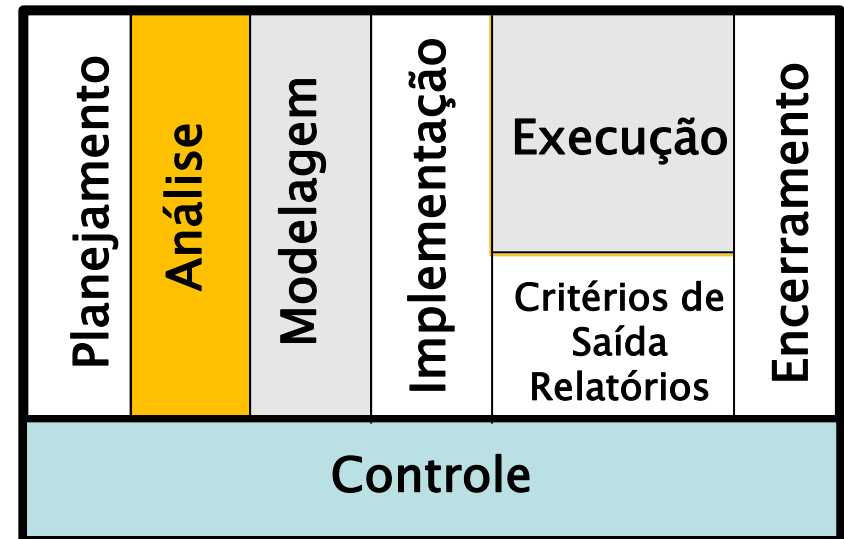 Planejamento
Análise
Modelagem
Implementação
Execução
Critérios de
Saída
Relatórios
Encerramento
Controle